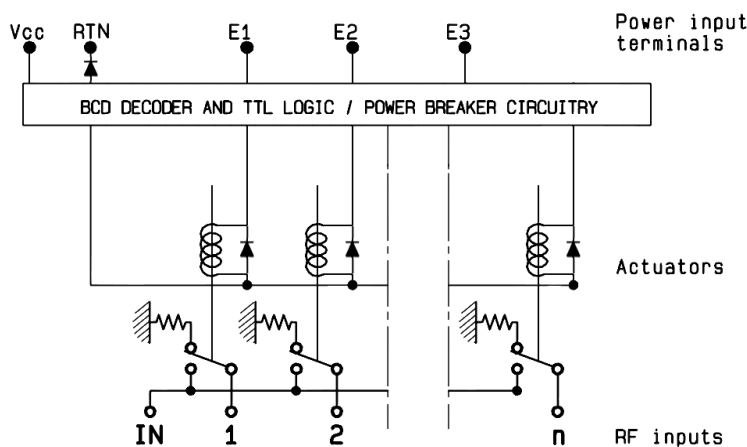 Vcc RTN E1 E2 E3 Power input
terminals
BCD DECODER AND TTL LOGIC / POWER BREAKER CIRCUITRY
Actuators
IN 1 2 n RF inputs